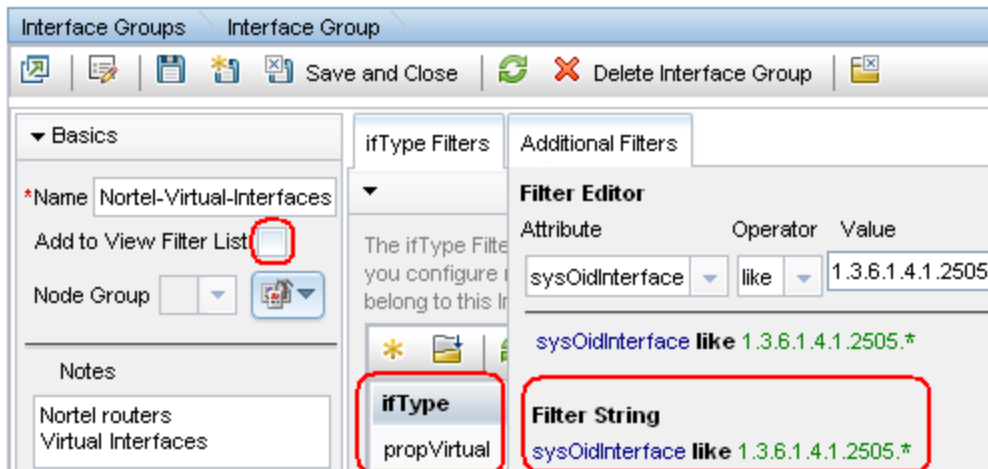 Interface Groups Interface Group
Save and Close Delete Interface Group
Basics
*Name Nortel-Virtual-Interfaces
Add to View Filter List
Node Group
Notes
Nortel routers
Virtual Interfaces
ifType Filters
The ifType Filte
you configure
belong to this I
ifType
propVirtual
Additional Filters
Filter Editor
Attribute Operator Value
sysOidInterface like 1.3.6.1.4.1.2505
sysOidInterface like 1.3.6.1.4.1.2505.*
Filter String
sysOidInterface like 1.3.6.1.4.1.2505.*